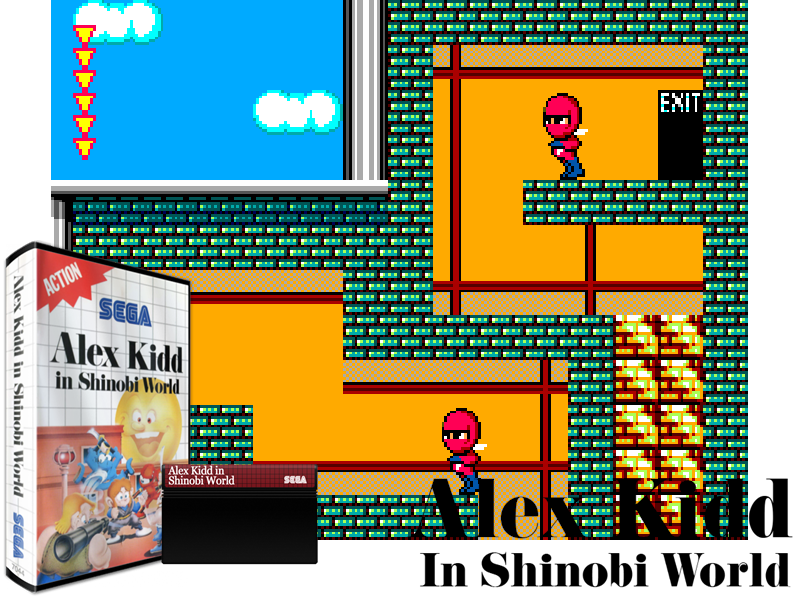 EXIT
ACTION
SEGA
Alex Kidd
in Shinobi World
Alex Kidd in Shinobi World
SEGA
Alex Kidd in
Shinobi World
SEGA
Alex Kidd
In Shinobi World